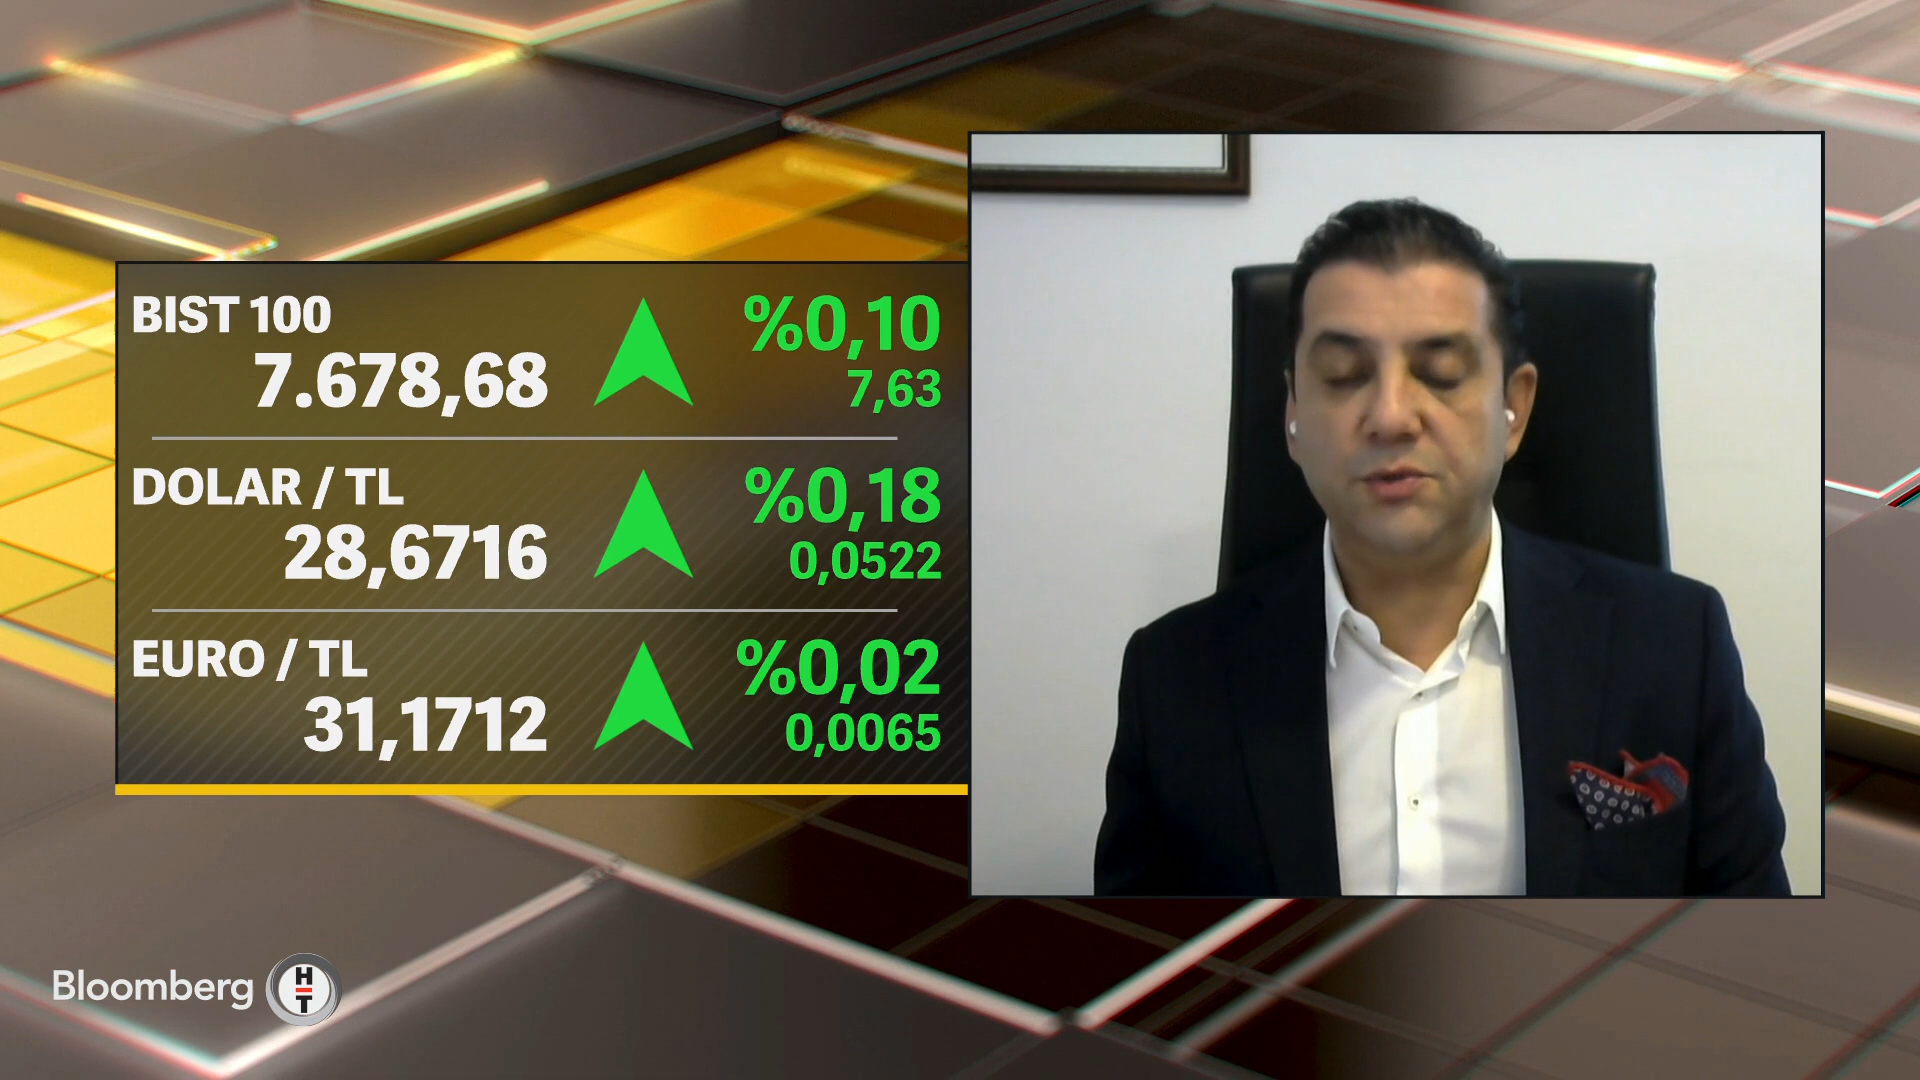 BIST 100
7.678,68
%0,10
7,63
DOLAR / TL
28,6716
%0,18
0,0522
EURO / TL
31,1712
%0,02
0,0065
Bloomberg HT